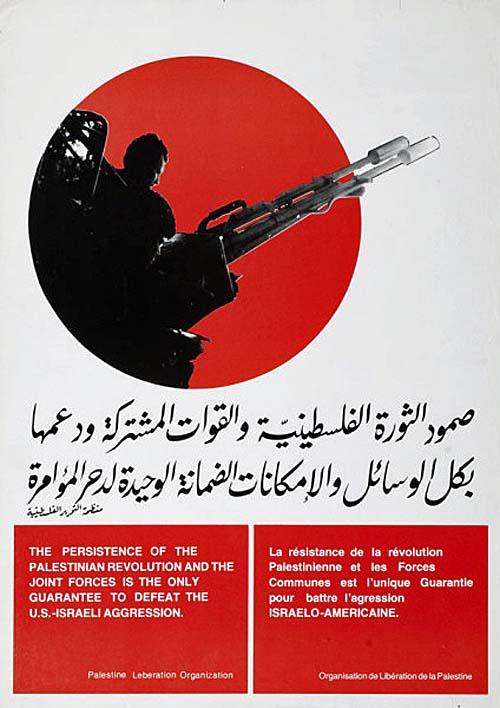 صمود الثورة الفلسطينيّة والقوات المشتركة ودعمها
بكل الوسائل والإمكانات الضمانة الوحيدة لدحر المؤامرة
منظمة التحرير الفلسطينية
THE PERSISTENCE OF THE
PALESTINIAN REVOLUTION AND THE
JOINT FORCES IS THE ONLY
GUARANTEE TO DEFEAT THE
U.S.-ISRAELI AGGRESSION.
Palestine Leberation Organization
La résistance de la révolution
Palestinienne et les Forces
Communes est l'unique Guarantie
pour battre l'agression
ISRAELO-AMERICAINE.
Organisation de Libération de la Palestine